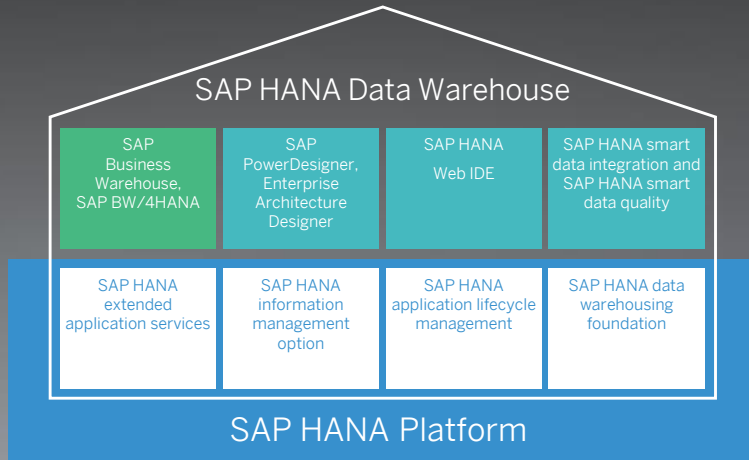 SAP HANA Data Warehouse
SAP
Business
Warehouse,
SAP BW/4HANA
SAP
PowerDesigner,
Enterprise
Architecture
Designer
SAP HANA
Web IDE
SAP HANA smart
data integration and
SAP HANA smart
data quality
SAP HANA
extended
application services
SAP HANA
information
management
option
SAP HANA
application lifecycle
management
SAP HANA data
warehousing
foundation
SAP HANA Platform